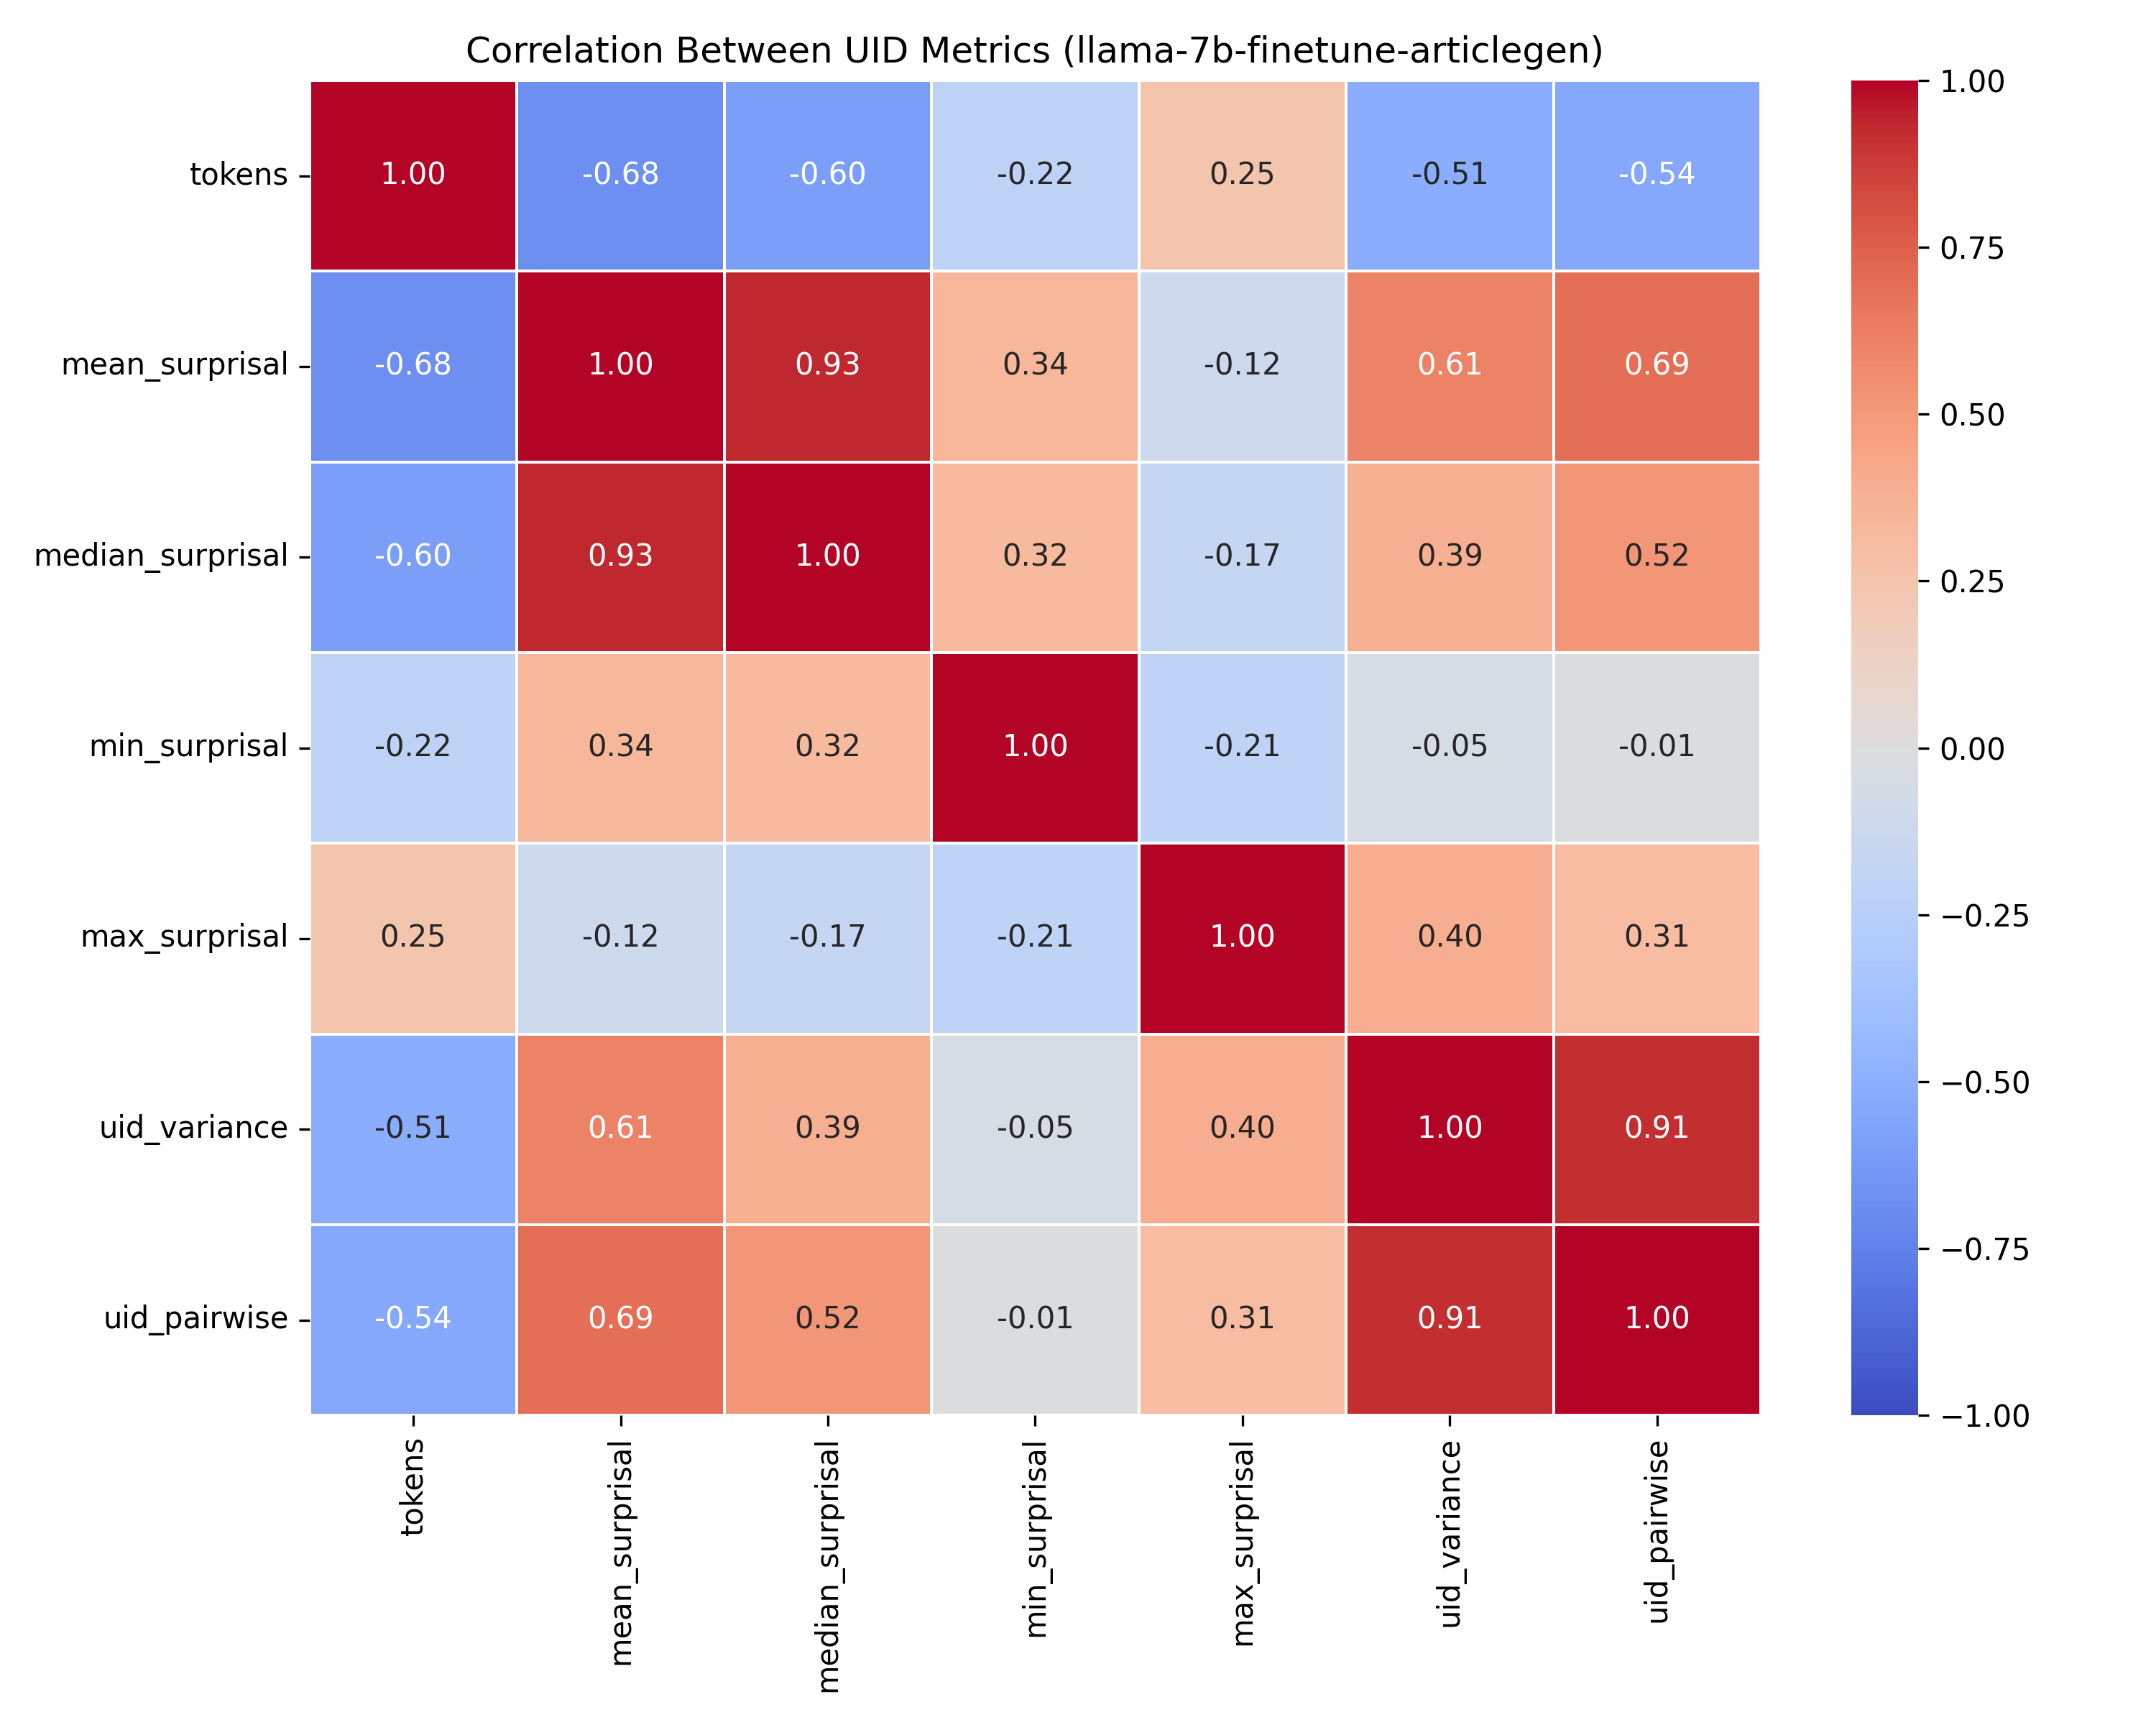 Correlation Between UID Metrics (llama-7b-finetune-articlegen)
tokens 1.00 -0.68 -0.60 -0.22 0.25 -0.51 -0.54
mean_surprisal -0.68 1.00 0.93 0.34 -0.12 0.61 0.69
median_surprisal -0.60 0.93 1.00 0.32 -0.17 0.39 0.52
min_surprisal -0.22 0.34 0.32 1.00 -0.21 -0.05 -0.01
max_surprisal 0.25 -0.12 -0.17 -0.21 1.00 0.40 0.31
uid_variance -0.51 0.61 0.39 -0.05 0.40 1.00 0.91
uid_pairwise -0.54 0.69 0.52 -0.01 0.31 0.91 1.00
tokens
mean_surprisal
median_surprisal
min_surprisal
max_surprisal
uid_variance
uid_pairwise
1.00
0.75
0.50
0.25
0.00
−0.25
−0.50
−0.75
−1.00